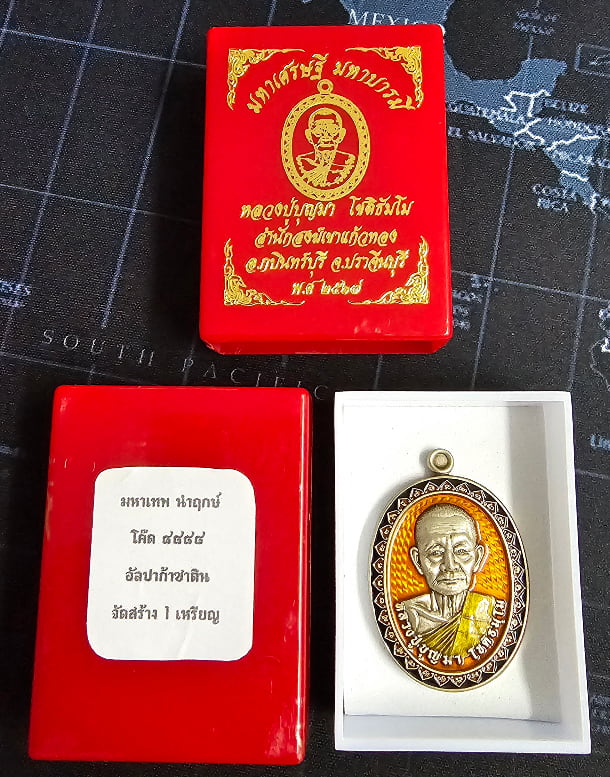 MEXICO
BELIZE
GUATEMALA
HONDURAS
EL SALVADOR
NICARAGUA
COSTA
RICA
SOUTH PACIFIC
มหาเศรษฐี มหาบารมี
หลวงปู่บุญมา โชติธัมโม
สำนักสงฆ์เขาแก้วทอง
อ.กบินทร์บุรี จ.ปราจีนบุรี
พ.ศ ๒๕๖๗
มหาเทพ นำฤกษ์
โค๊ด ๔๔๔๔
อัลปาก้าซาติน
จัดสร้าง 1 เหรียญ
หลวงปู่บุญมา โชติธมฺโม